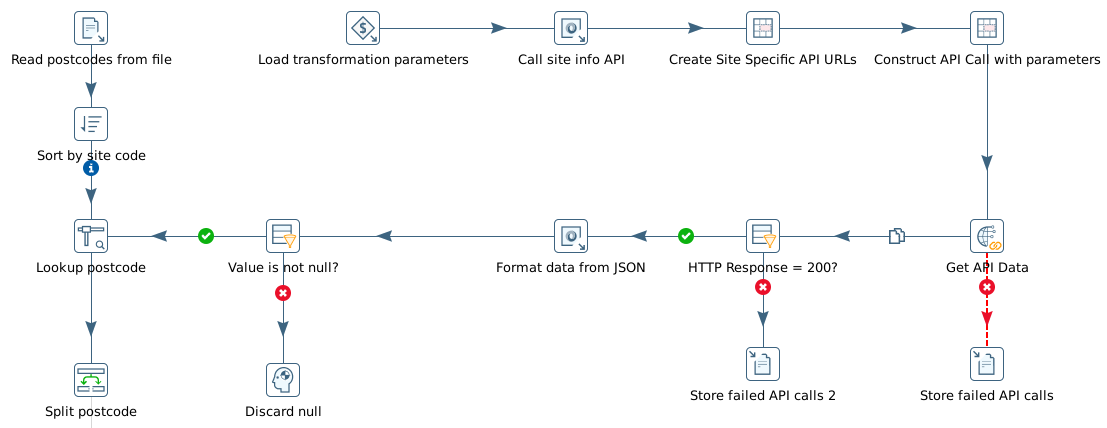 Read postcodes from file
Load transformation parameters
Call site info API
Create Site Specific API URLs
Construct API Call with parameters
Sort by site code
Lookup postcode
Value is not null?
Format data from JSON
HTTP Response = 200?
Get API Data
Split postcode
Discard null
Store failed API calls 2
Store failed API calls